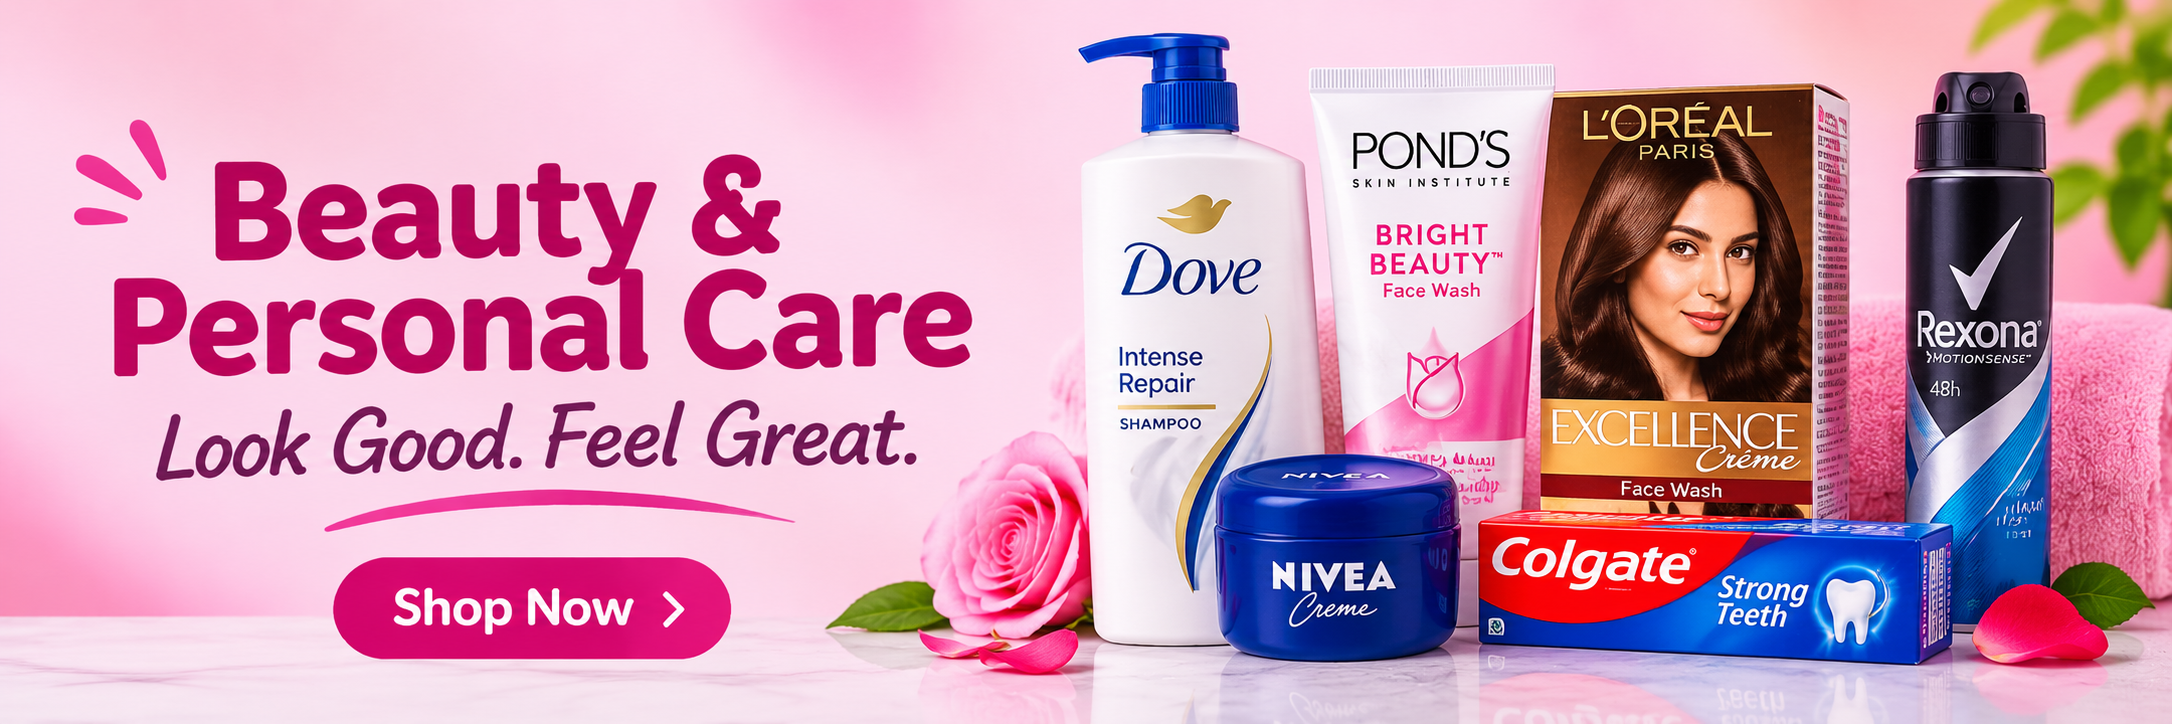 Beauty &
Personal Care
Look Good. Feel Great.
Shop Now
Dove
Intense
Repair
SHAMPOO
POND'S
SKIN INSTITUTE
BRIGHT
BEAUTY™
Face Wash
L'ORÉAL
PARIS
EXCELLENCE
Créme
Face Wash
Rexona®
MOTIONSENSE™
48h
NIVEA
NIVEA
Creme
Colgate®
Strong
Teeth